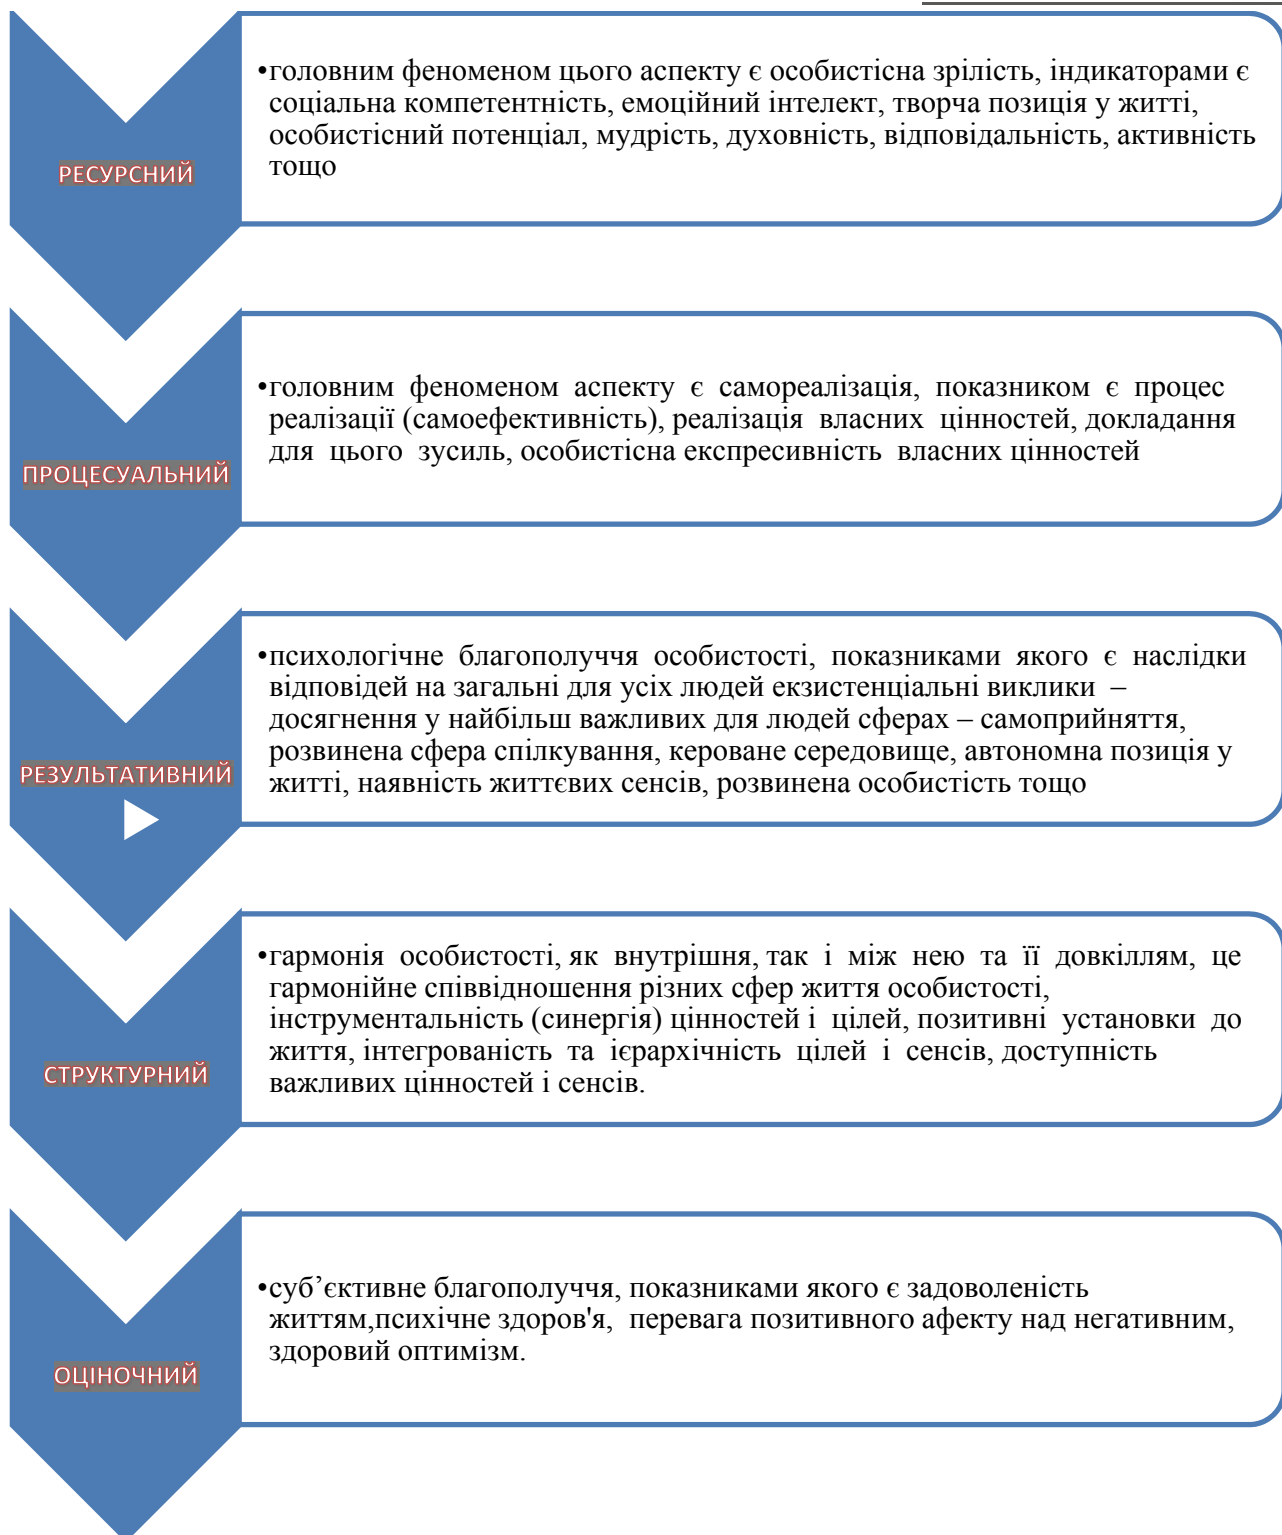 •головним феноменом цього аспекту є особистісна зрілість, індикаторами є
соціальна компетентність, емоційний інтелект, творча позиція у житті,
особистісний потенціал, мудрість, духовність, відповідальність, активність
тощо
РЕСУРСНИЙ
•головним феноменом аспекту є самореалізація, показником є процес
реалізації (самоефективність), реалізація власних цінностей, докладання
для цього зусиль, особистісна експресивність власних цінностей
ПРОЦЕСУАЛЬНИЙ
•психологічне благополуччя особистості, показниками якого є наслідки
відповідей на загальні для усіх людей екзистенціальні виклики –
досягнення у найбільш важливих для людей сферах – самоприйняття,
розвинена сфера спілкування, кероване середовище, автономна позиція у
житті, наявність життєвих сенсів, розвинена особистість тощо
РЕЗУЛЬТАТИВНИЙ
•гармонія особистості, як внутрішня, так і між нею та її довкіллям, це
гармонійне співвідношення різних сфер життя особистості,
інструментальність (синергія) цінностей і цілей, позитивні установки до
життя, інтегрованість та ієрархічність цілей і сенсів, доступність
важливих цінностей і сенсів.
СТРУКТУРНИЙ
•суб’єктивне благополуччя, показниками якого є задоволеність
життям,психічне здоров'я, перевага позитивного афекту над негативним,
здоровий оптимізм.
ОЦІНОЧНИЙ